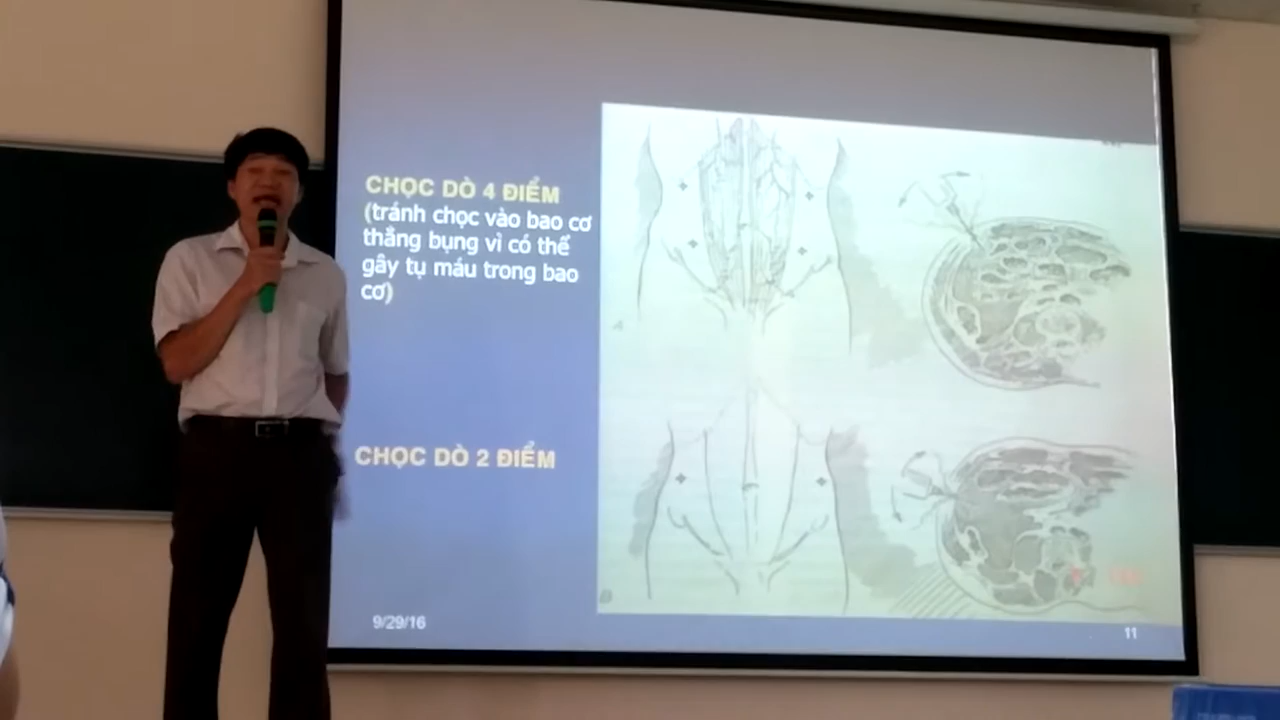 CHỌC DÒ 4 ĐIỂM
(tránh chọc vào bao cơ
thẳng bụng vì có thể
gây tụ máu trong bao
cơ)
CHỌC DÒ 2 ĐIỂM
9/29/16
11